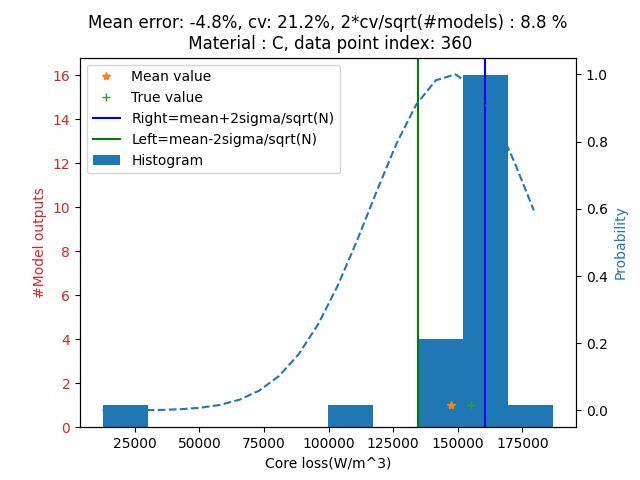 Mean error: -4.8%, cv: 21.2%, 2*cv/sqrt(#models) : 8.8 %
Material : C, data point index: 360
Mean value
True value
Right=mean+2sigma/sqrt(N)
Left=mean-2sigma/sqrt(N)
Histogram
#Model outputs
16
14
12
10
8
6
4
2
0
1.0
0.8
0.6
0.4
0.2
0.0
Probability
25000 50000 75000 100000 125000 150000 175000
Core loss(W/m^3)